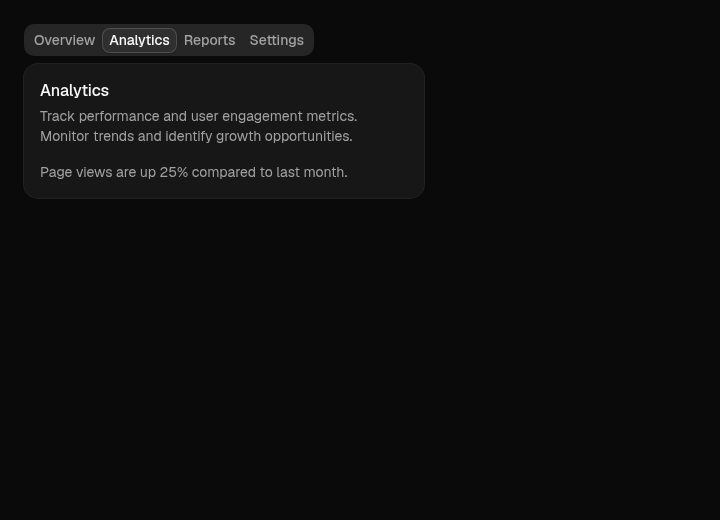 Overview Analytics Reports Settings
Analytics
Track performance and user engagement metrics.
Monitor trends and identify growth opportunities.
Page views are up 25% compared to last month.